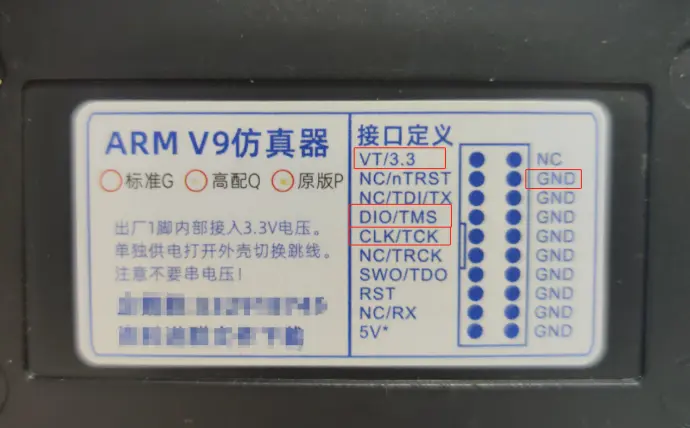 ARM V9仿真器
标准G 高配Q 原版P
出厂1脚内部接入3.3V电压。
单独供电打开外壳切换跳线。
注意不要串电压!
接口定义
VT/3.3 NC
NC/nTRST GND
NC/TDI/TX GND
DIO/TMS GND
CLK/TCK GND
NC/TRCK GND
SWO/TDO GND
RST GND
NC/RX GND
5V* GND